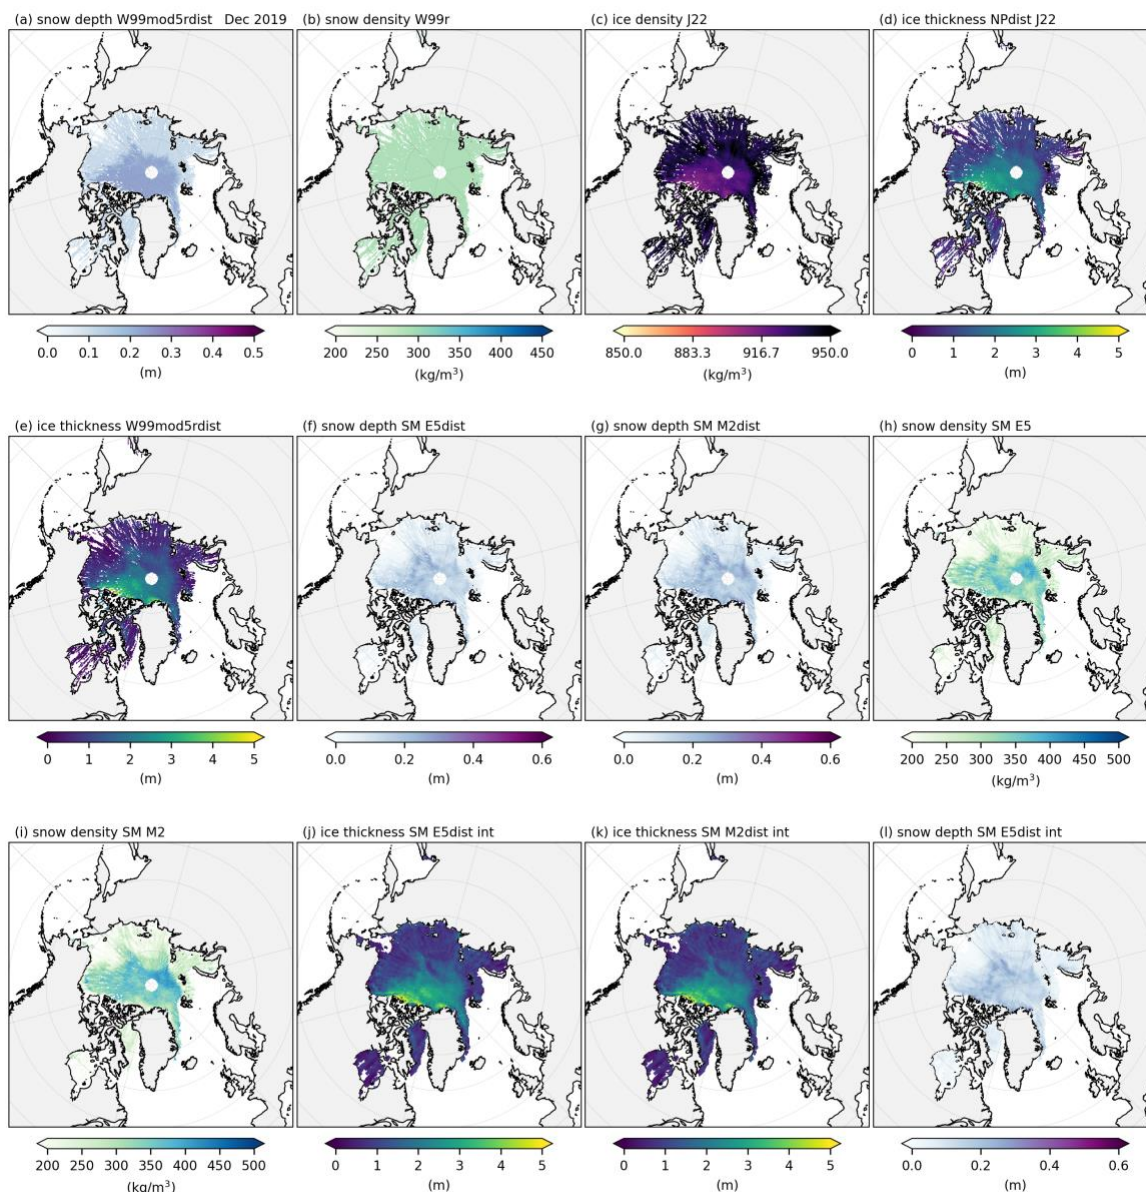 (a) snow depth W99mod5rdist Dec 2019
(b) snow density W99r
(c) ice density J22
(d) ice thickness NPdist J22
0.0 0.1 0.2 0.3 0.4 0.5
200 250 300 350 400 450
850.0 883.3 916.7 950.0
0 1 2 3 4 5
(m)
(kg/m³)
(kg/m³)
(m)
(e) ice thickness W99mod5rdist
(f) snow depth SM E5dist
(g) snow depth SM M2dist
(h) snow density SM E5
0 1 2 3 4 5
0.0 0.2 0.4 0.6
0.0 0.2 0.4 0.6
200 250 300 350 400 450 500
(m)
(m)
(m)
(kg/m³)
(i) snow density SM M2
(j) ice thickness SM E5dist int
(k) ice thickness SM M2dist int
(l) snow depth SM E5dist int
200 250 300 350 400 450 500
0 1 2 3 4 5
0 1 2 3 4 5
0.0 0.2 0.4 0.6
(kg/m³)
(m)
(m)
(m)